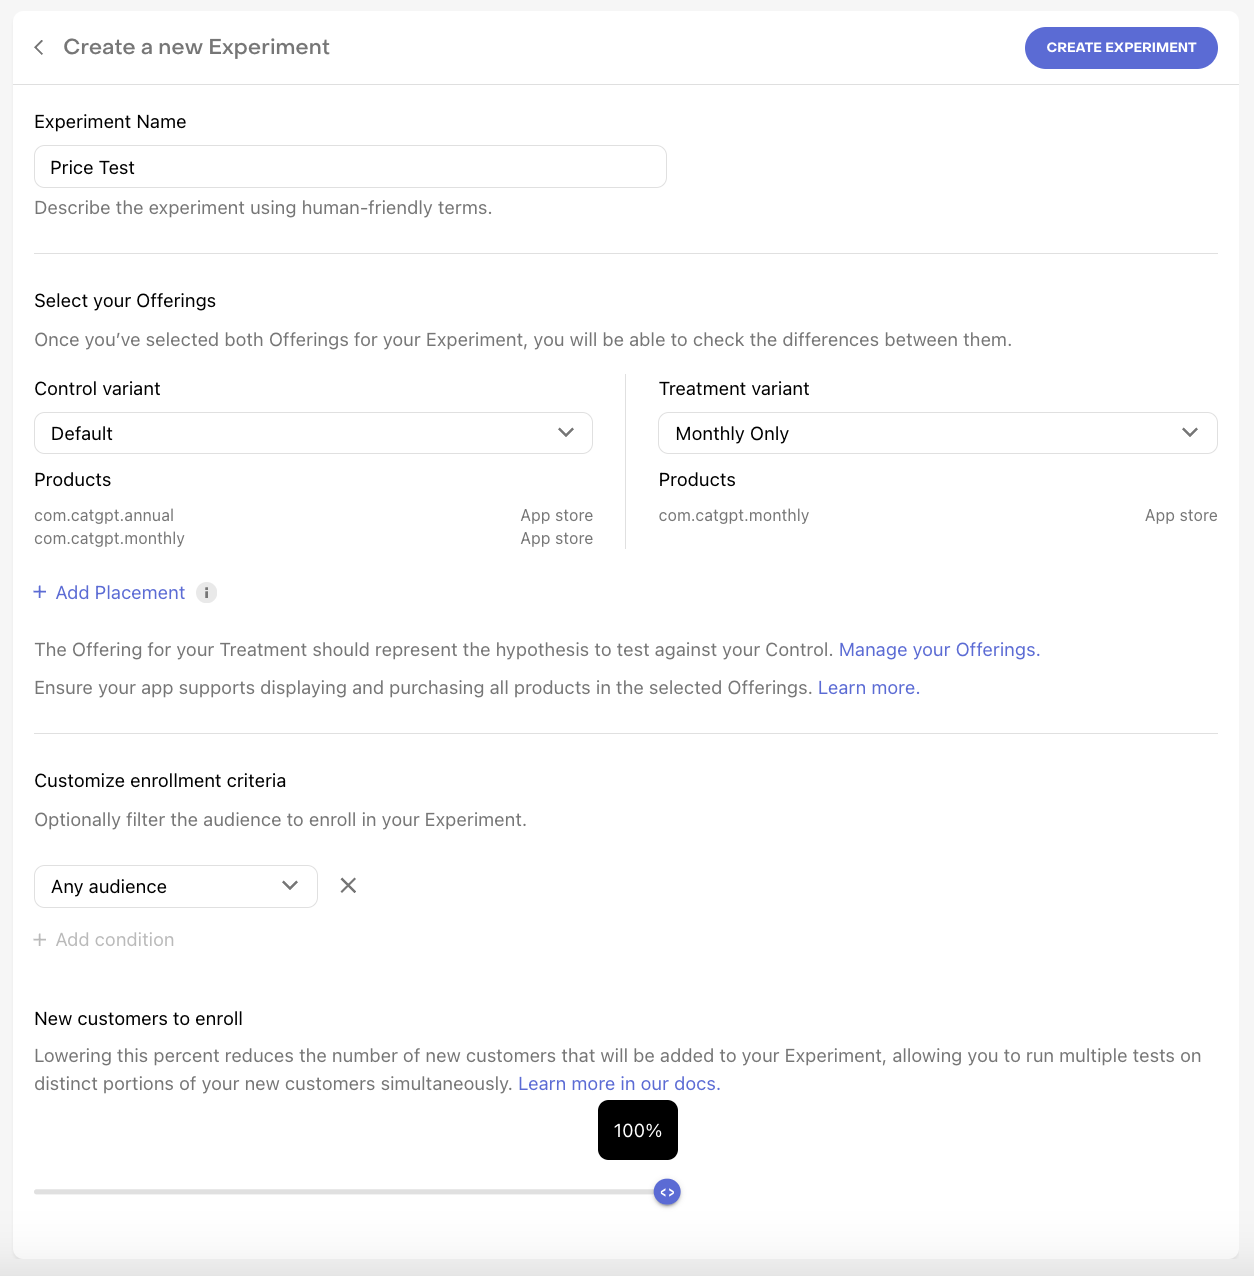 Create a new Experiment
CREATE EXPERIMENT
Experiment Name
Price Test
Describe the experiment using human-friendly terms.
Select your Offerings
Once you’ve selected both Offerings for your Experiment, you will be able to check the differences between them.
Control variant
Default
Products
com.catgpt.annual App store
com.catgpt.monthly App store
Treatment variant
Monthly Only
Products
com.catgpt.monthly App store
+ Add Placement i
The Offering for your Treatment should represent the hypothesis to test against your Control. Manage your Offerings.
Ensure your app supports displaying and purchasing all products in the selected Offerings. Learn more.
Customize enrollment criteria
Optionally filter the audience to enroll in your Experiment.
Any audience
+ Add condition
New customers to enroll
Lowering this percent reduces the number of new customers that will be added to your Experiment, allowing you to run multiple tests on
distinct portions of your new customers simultaneously. Learn more in our docs.
100%